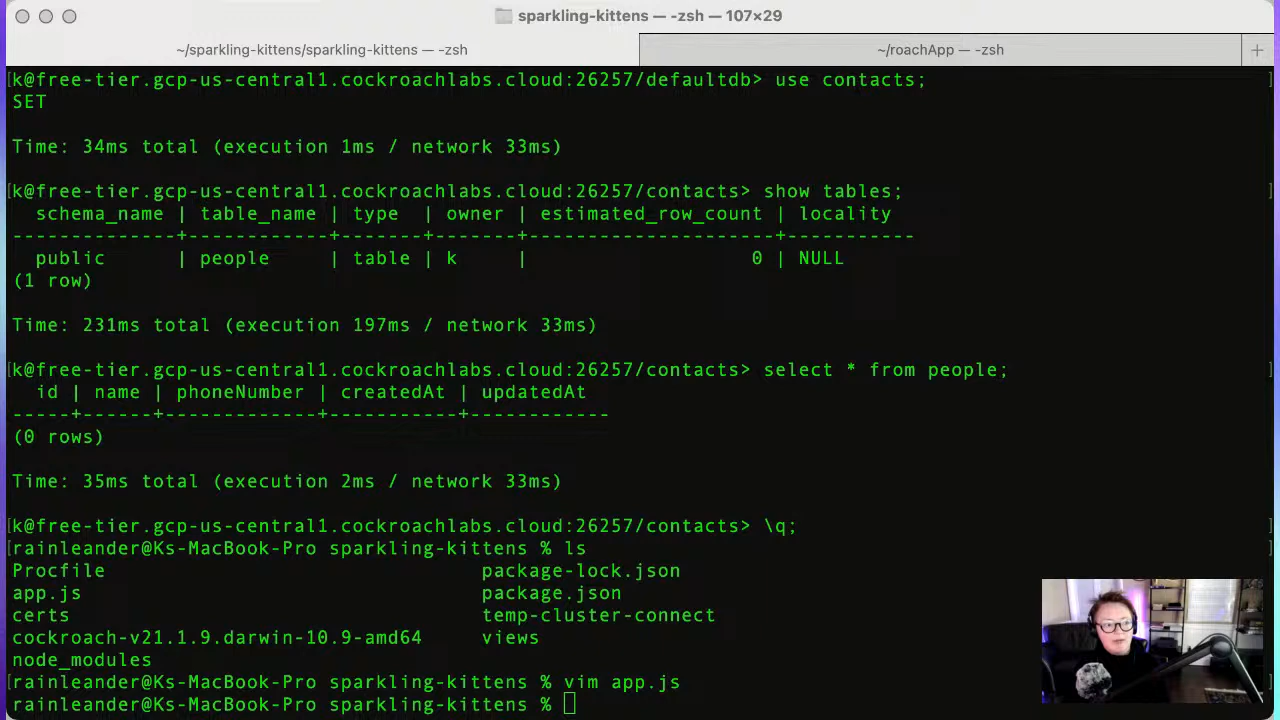 sparkling-kittens — -zsh — 107×29
~/sparkling-kittens/sparkling-kittens — -zsh
~/roachApp — -zsh
[k@free-tier.gcp-us-central1.cockroachlabs.cloud:26257/defaultdb> use contacts; ]
SET
Time: 34ms total (execution 1ms / network 33ms)
[k@free-tier.gcp-us-central1.cockroachlabs.cloud:26257/contacts> show tables; ]
schema_name | table_name | type | owner | estimated_row_count | locality
--------------+------------+-------+-------+---------------------+-----------
public | people | table | k | 0 | NULL
(1 row)
Time: 231ms total (execution 197ms / network 33ms)
[k@free-tier.gcp-us-central1.cockroachlabs.cloud:26257/contacts> select * from people; ]
id | name | phoneNumber | createdAt | updatedAt
-----+------+-------------+-----------+------------
(0 rows)
Time: 35ms total (execution 2ms / network 33ms)
[k@free-tier.gcp-us-central1.cockroachlabs.cloud:26257/contacts> \q; ]
[rainleander@Ks-MacBook-Pro sparkling-kittens % ls ]
Procfile package-lock.json
app.js package.json
certs temp-cluster-connect
cockroach-v21.1.9.darwin-10.9-amd64 views
node_modules
[rainleander@Ks-MacBook-Pro sparkling-kittens % vim app.js ]
rainleander@Ks-MacBook-Pro sparkling-kittens %